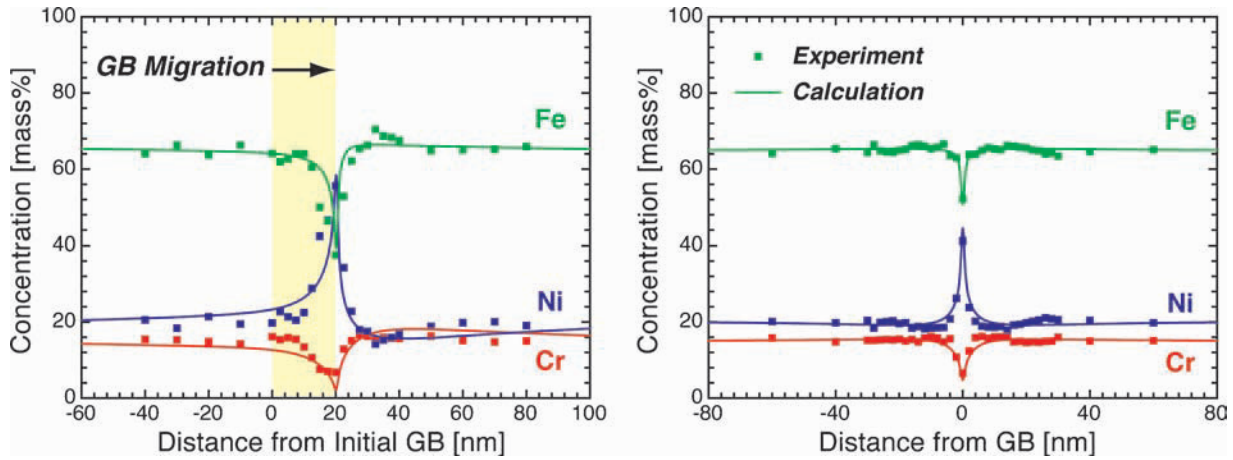 100
80
60
40
20
0
Concentration [mass%]
GB Migration
Fe
Ni
Cr
-60 -40 -20 0 20 40 60 80 100
Distance from Initial GB [nm]
100
80
60
40
20
0
Concentration [mass%]
Experiment
Calculation
Fe
Ni
Cr
-80 -40 0 40 80
Distance from GB [nm]